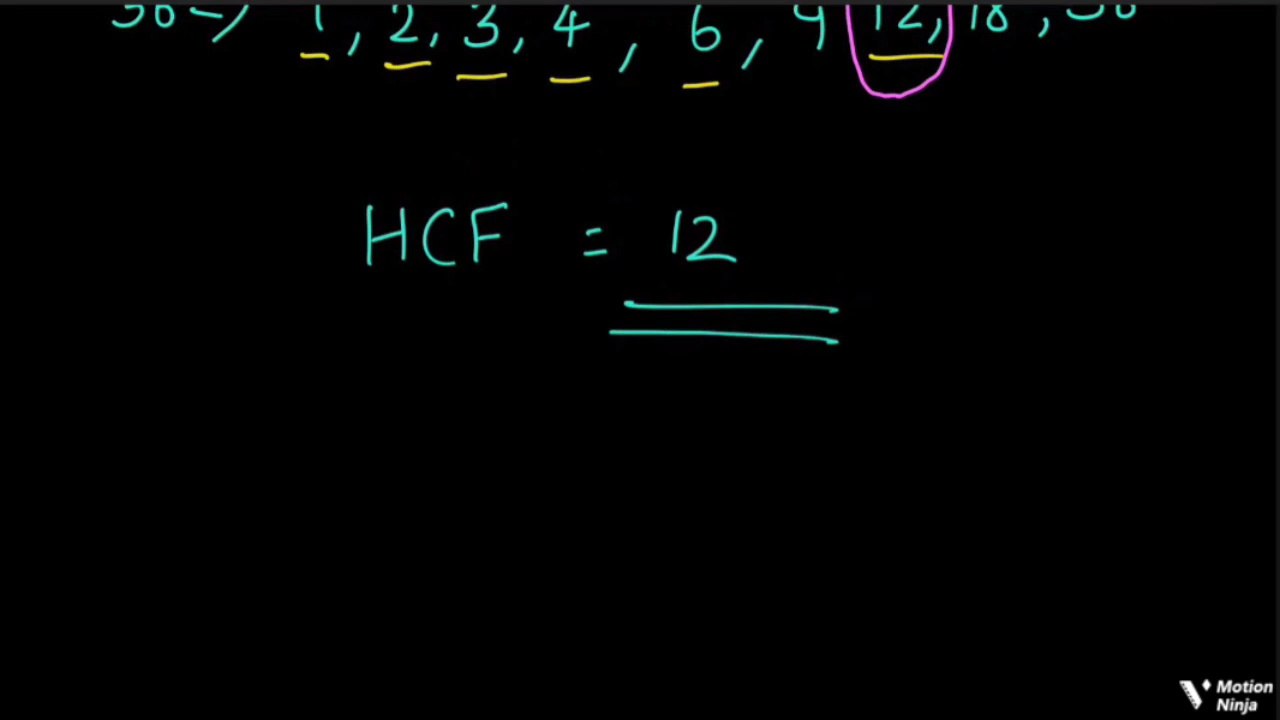 36 → 1, 2, 3, 4, 6, 9 12, 18, 36
HCF = 12
Motion
Ninja